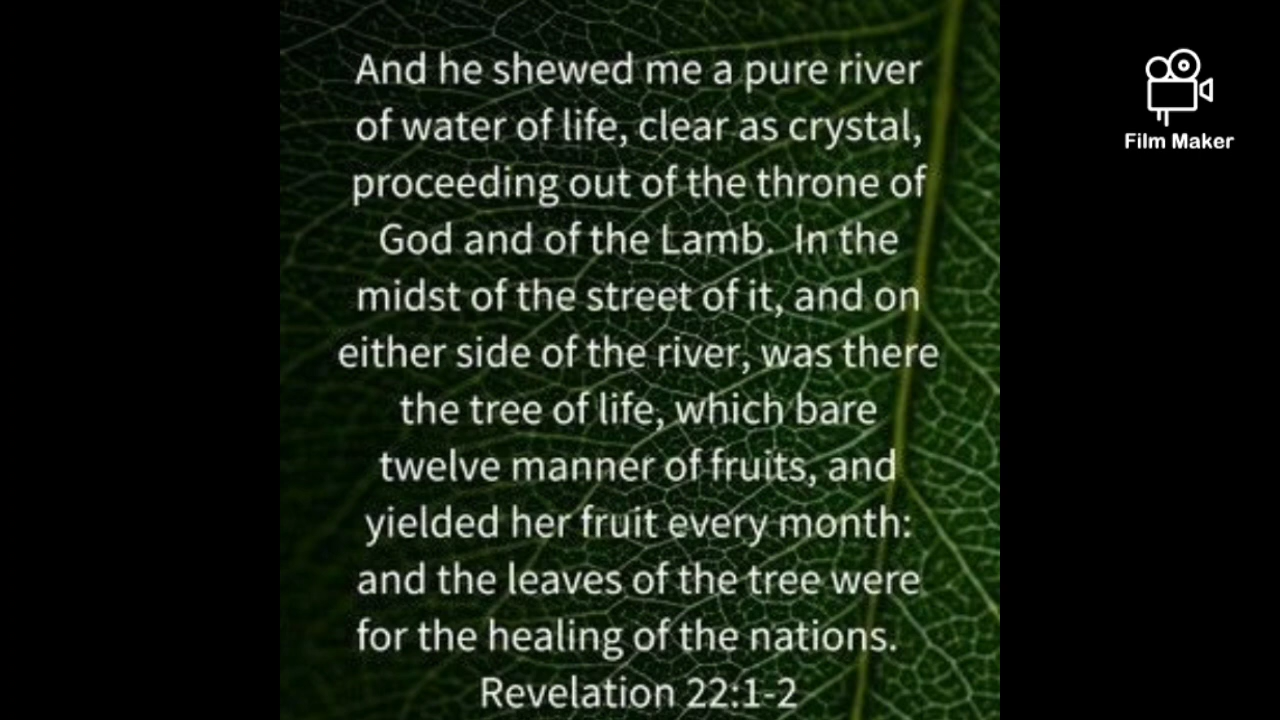 And he shewed me a pure river
of water of life, clear as crystal,
proceeding out of the throne of
God and of the Lamb.  In the
midst of the street of it, and on
either side of the river, was there
the tree of life, which bare
twelve manner of fruits, and
yielded her fruit every month:
and the leaves of the tree were
for the healing of the nations.
Revelation 22:1-2
Film Maker